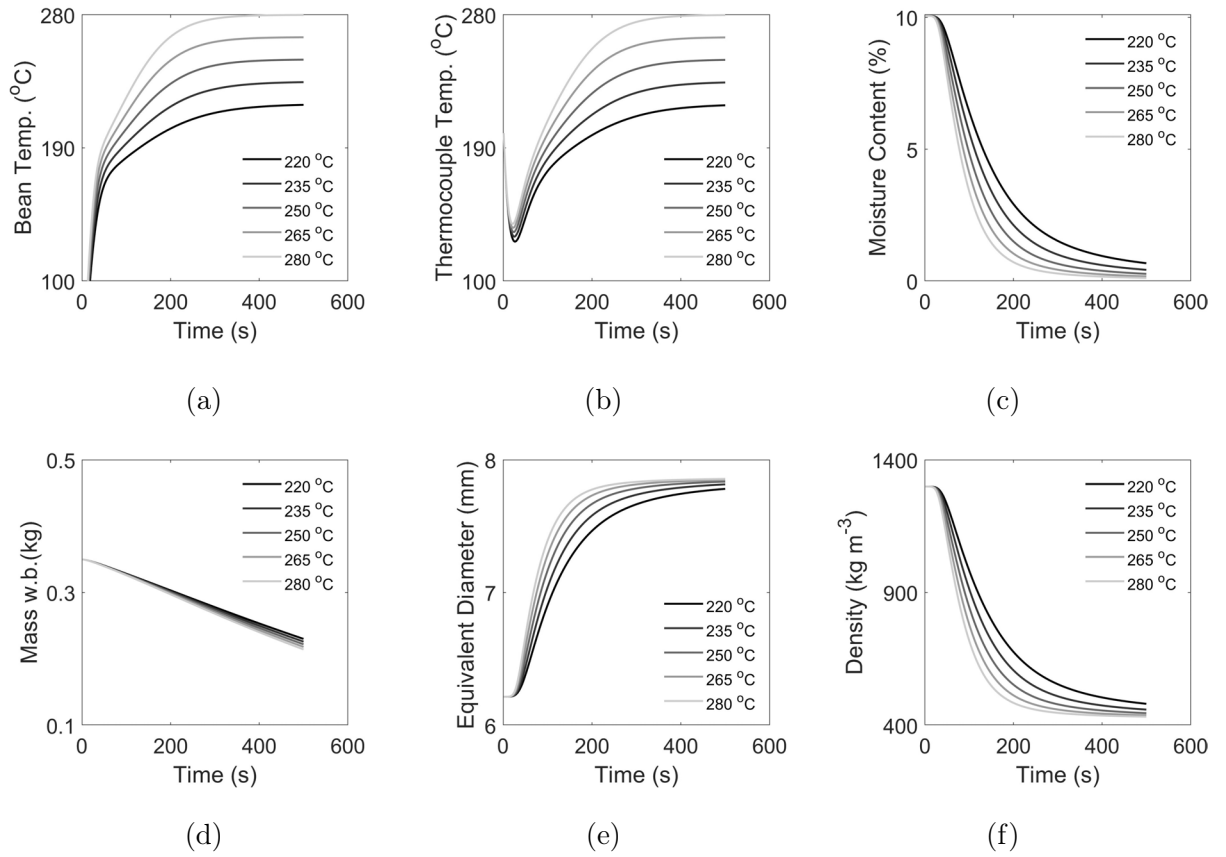 280
190
100
Bean Temp. (°C)
220 °C
235 °C
250 °C
265 °C
280 °C
0 200 400 600
Time (s)
(a)
280
190
100
Thermocouple Temp. (°C)
220 °C
235 °C
250 °C
265 °C
280 °C
0 200 400 600
Time (s)
(b)
10
5
0
Moisture Content (%)
220 °C
235 °C
250 °C
265 °C
280 °C
0 200 400 600
Time (s)
(c)
0.5
0.3
0.1
Mass w.b.(kg)
220 °C
235 °C
250 °C
265 °C
280 °C
0 200 400 600
Time (s)
(d)
8
7
6
Equivalent Diameter (mm)
220 °C
235 °C
250 °C
265 °C
280 °C
0 200 400 600
Time (s)
(e)
1400
900
400
Density (kg m⁻³)
220 °C
235 °C
250 °C
265 °C
280 °C
0 200 400 600
Time (s)
(f)